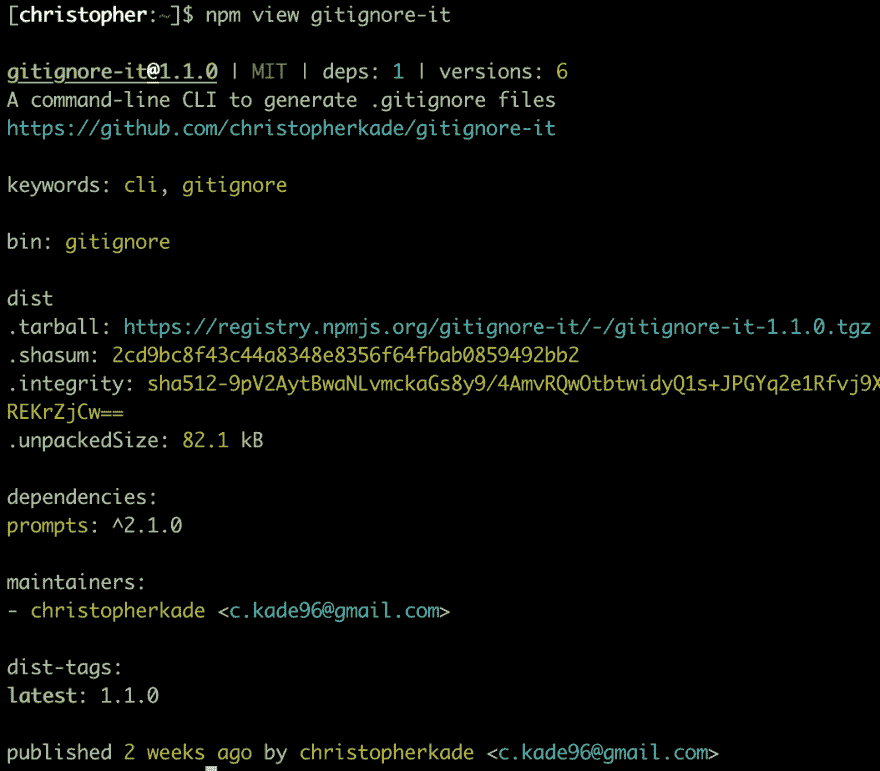 [christopher:~]$ npm view gitignore-it
gitignore-it@1.1.0 | MIT | deps: 1 | versions: 6
A command-line CLI to generate .gitignore files
https://github.com/christopherkade/gitignore-it
keywords: cli, gitignore
bin: gitignore
dist
.tarball: https://registry.npmjs.org/gitignore-it/-/gitignore-it-1.1.0.tgz
.shasum: 2cd9bc8f43c44a8348e8356f64fbab0859492bb2
.integrity: sha512-9pV2AytBwaNLvmckaGs8y9/4AmvRQwOtbtwidyQ1s+JPGYq2e1Rfvj9X
REKrZjCw==
.unpackedSize: 82.1 kB
dependencies:
prompts: ^2.1.0
maintainers:
- christopherkade <c.kade96@gmail.com>
dist-tags:
latest: 1.1.0
published 2 weeks ago by christopherkade <c.kade96@gmail.com>